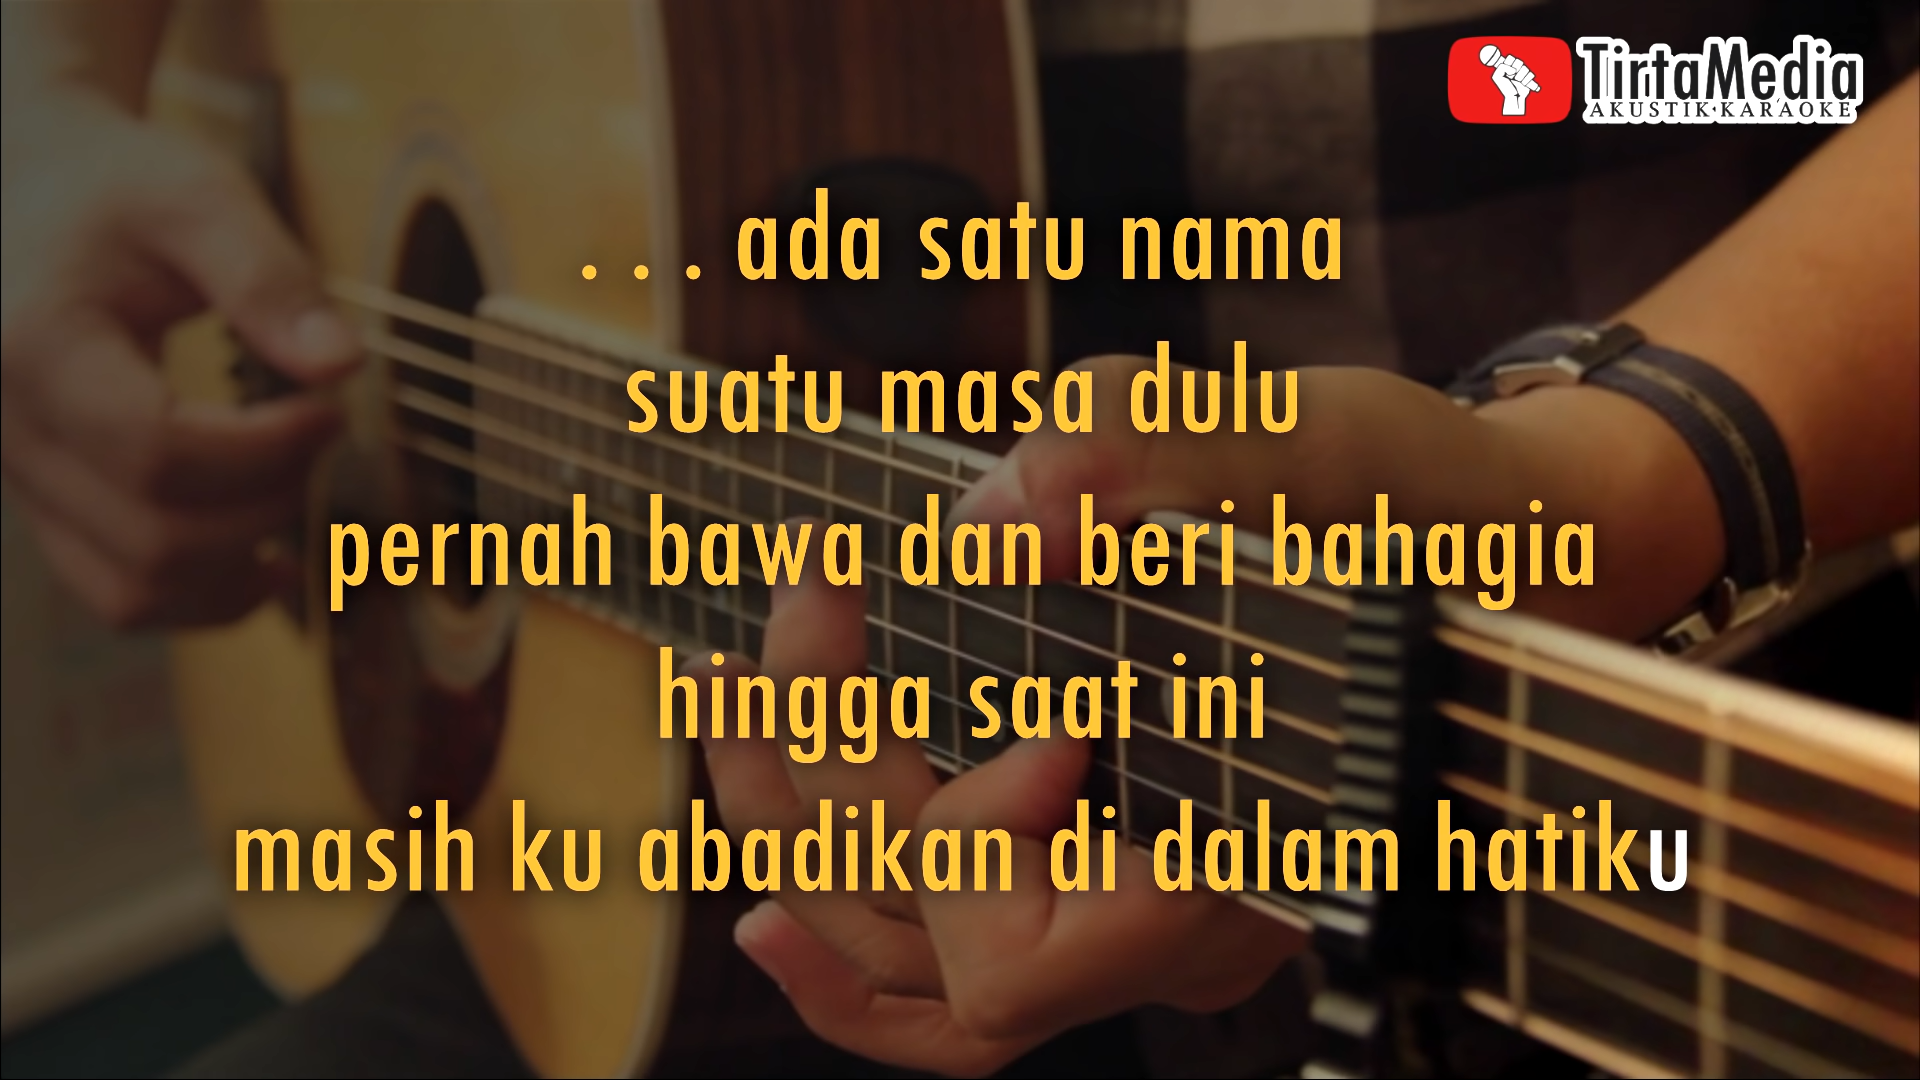 TirtaMedia
AKUSTIK KARAOKE
. . . ada satu nama
suatu masa dulu
pernah bawa dan beri bahagia
hingga saat ini
masih ku abadikan di dalam hatiku